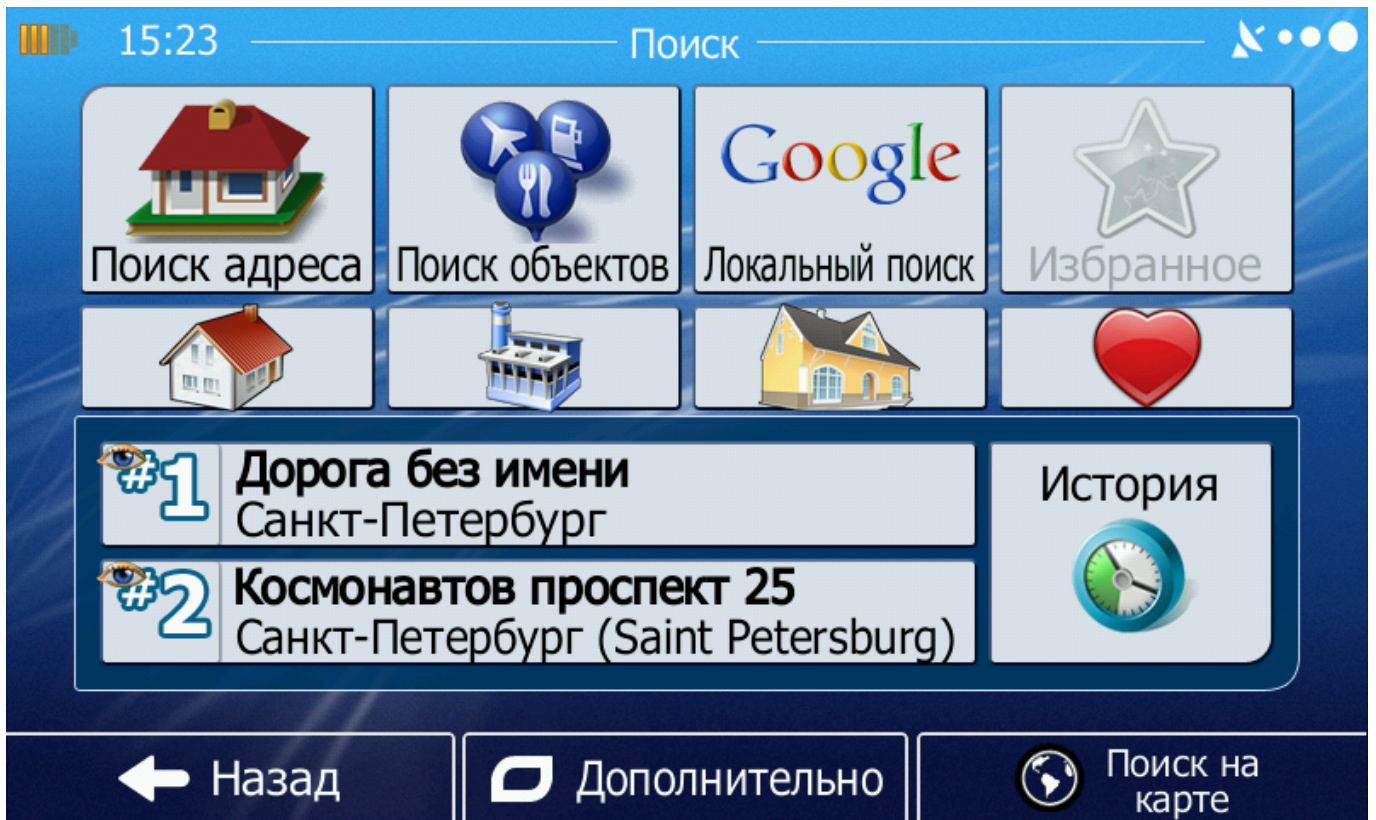 15:23
Поиск
Поиск адреса
Поиск объектов
Google
Локальный поиск
Избранное
#1
Дорога без имени
Санкт-Петербург
#2
Космонавтов проспект 25
Санкт-Петербург (Saint Petersburg)
История
Назад
Дополнительно
Поиск на
карте